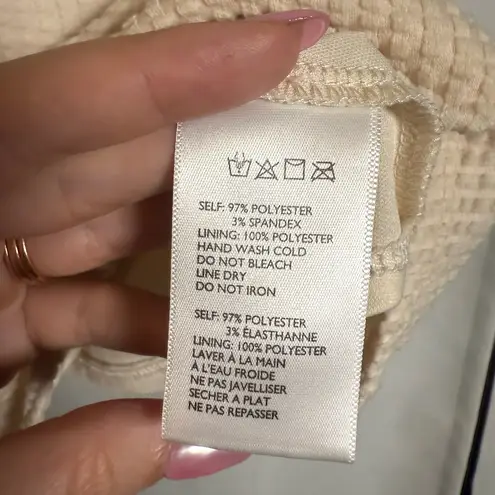 SELF: 97% POLYESTER
3% SPANDEX
LINING: 100% POLYESTER
HAND WASH COLD
DO NOT BLEACH
LINE DRY
DO NOT IRON
SELF: 97% POLYESTER
3% ÉLASTHANNE
LINING: 100% POLYESTER
LAVER À LA MAIN
À L'EAU FROIDE
NE PAS JAVELLISER
SECHER A PLAT
NE PAS REPASSER